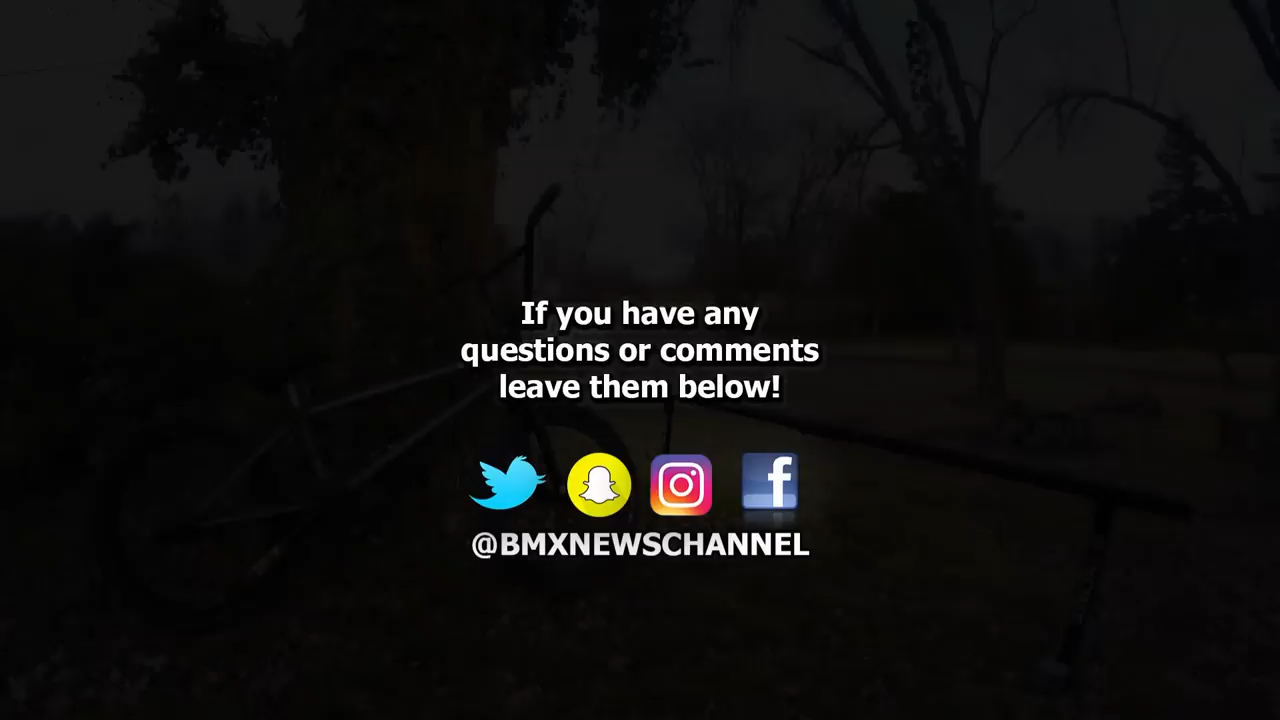 If you have any
questions or comments
leave them below!
@BMXNEWSCHANNEL